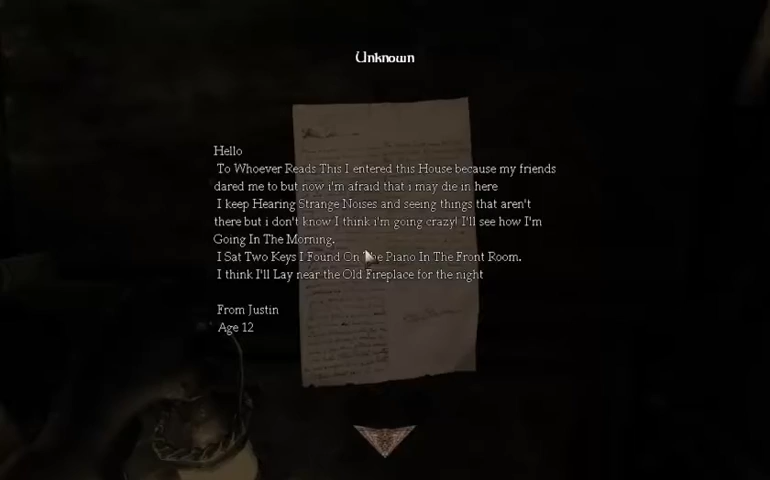 Unknown
Hello
To Whoever Reads This I entered this House because my friends
dared me to but now i'm afraid that i may die in here
I keep Hearing Strange Noises and seeing things that aren't
there but i don't know I think i'm going crazy! I'll see how I'm
Going In The Morning.
I Sat Two Keys I Found On The Piano In The Front Room.
I think I'll Lay near the Old Fireplace for the night
From Justin
Age 12